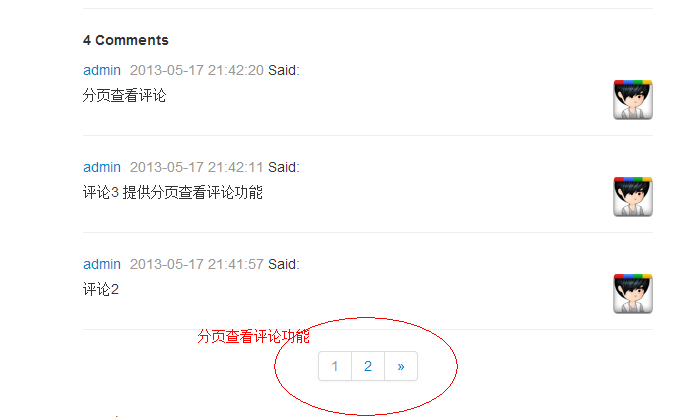 4 Comments
admin 2013-05-17 21:42:20 Said:
分页查看评论
admin 2013-05-17 21:42:11 Said:
评论3 提供分页查看评论功能
admin 2013-05-17 21:41:57 Said:
评论2
分页查看评论功能
1 2 »